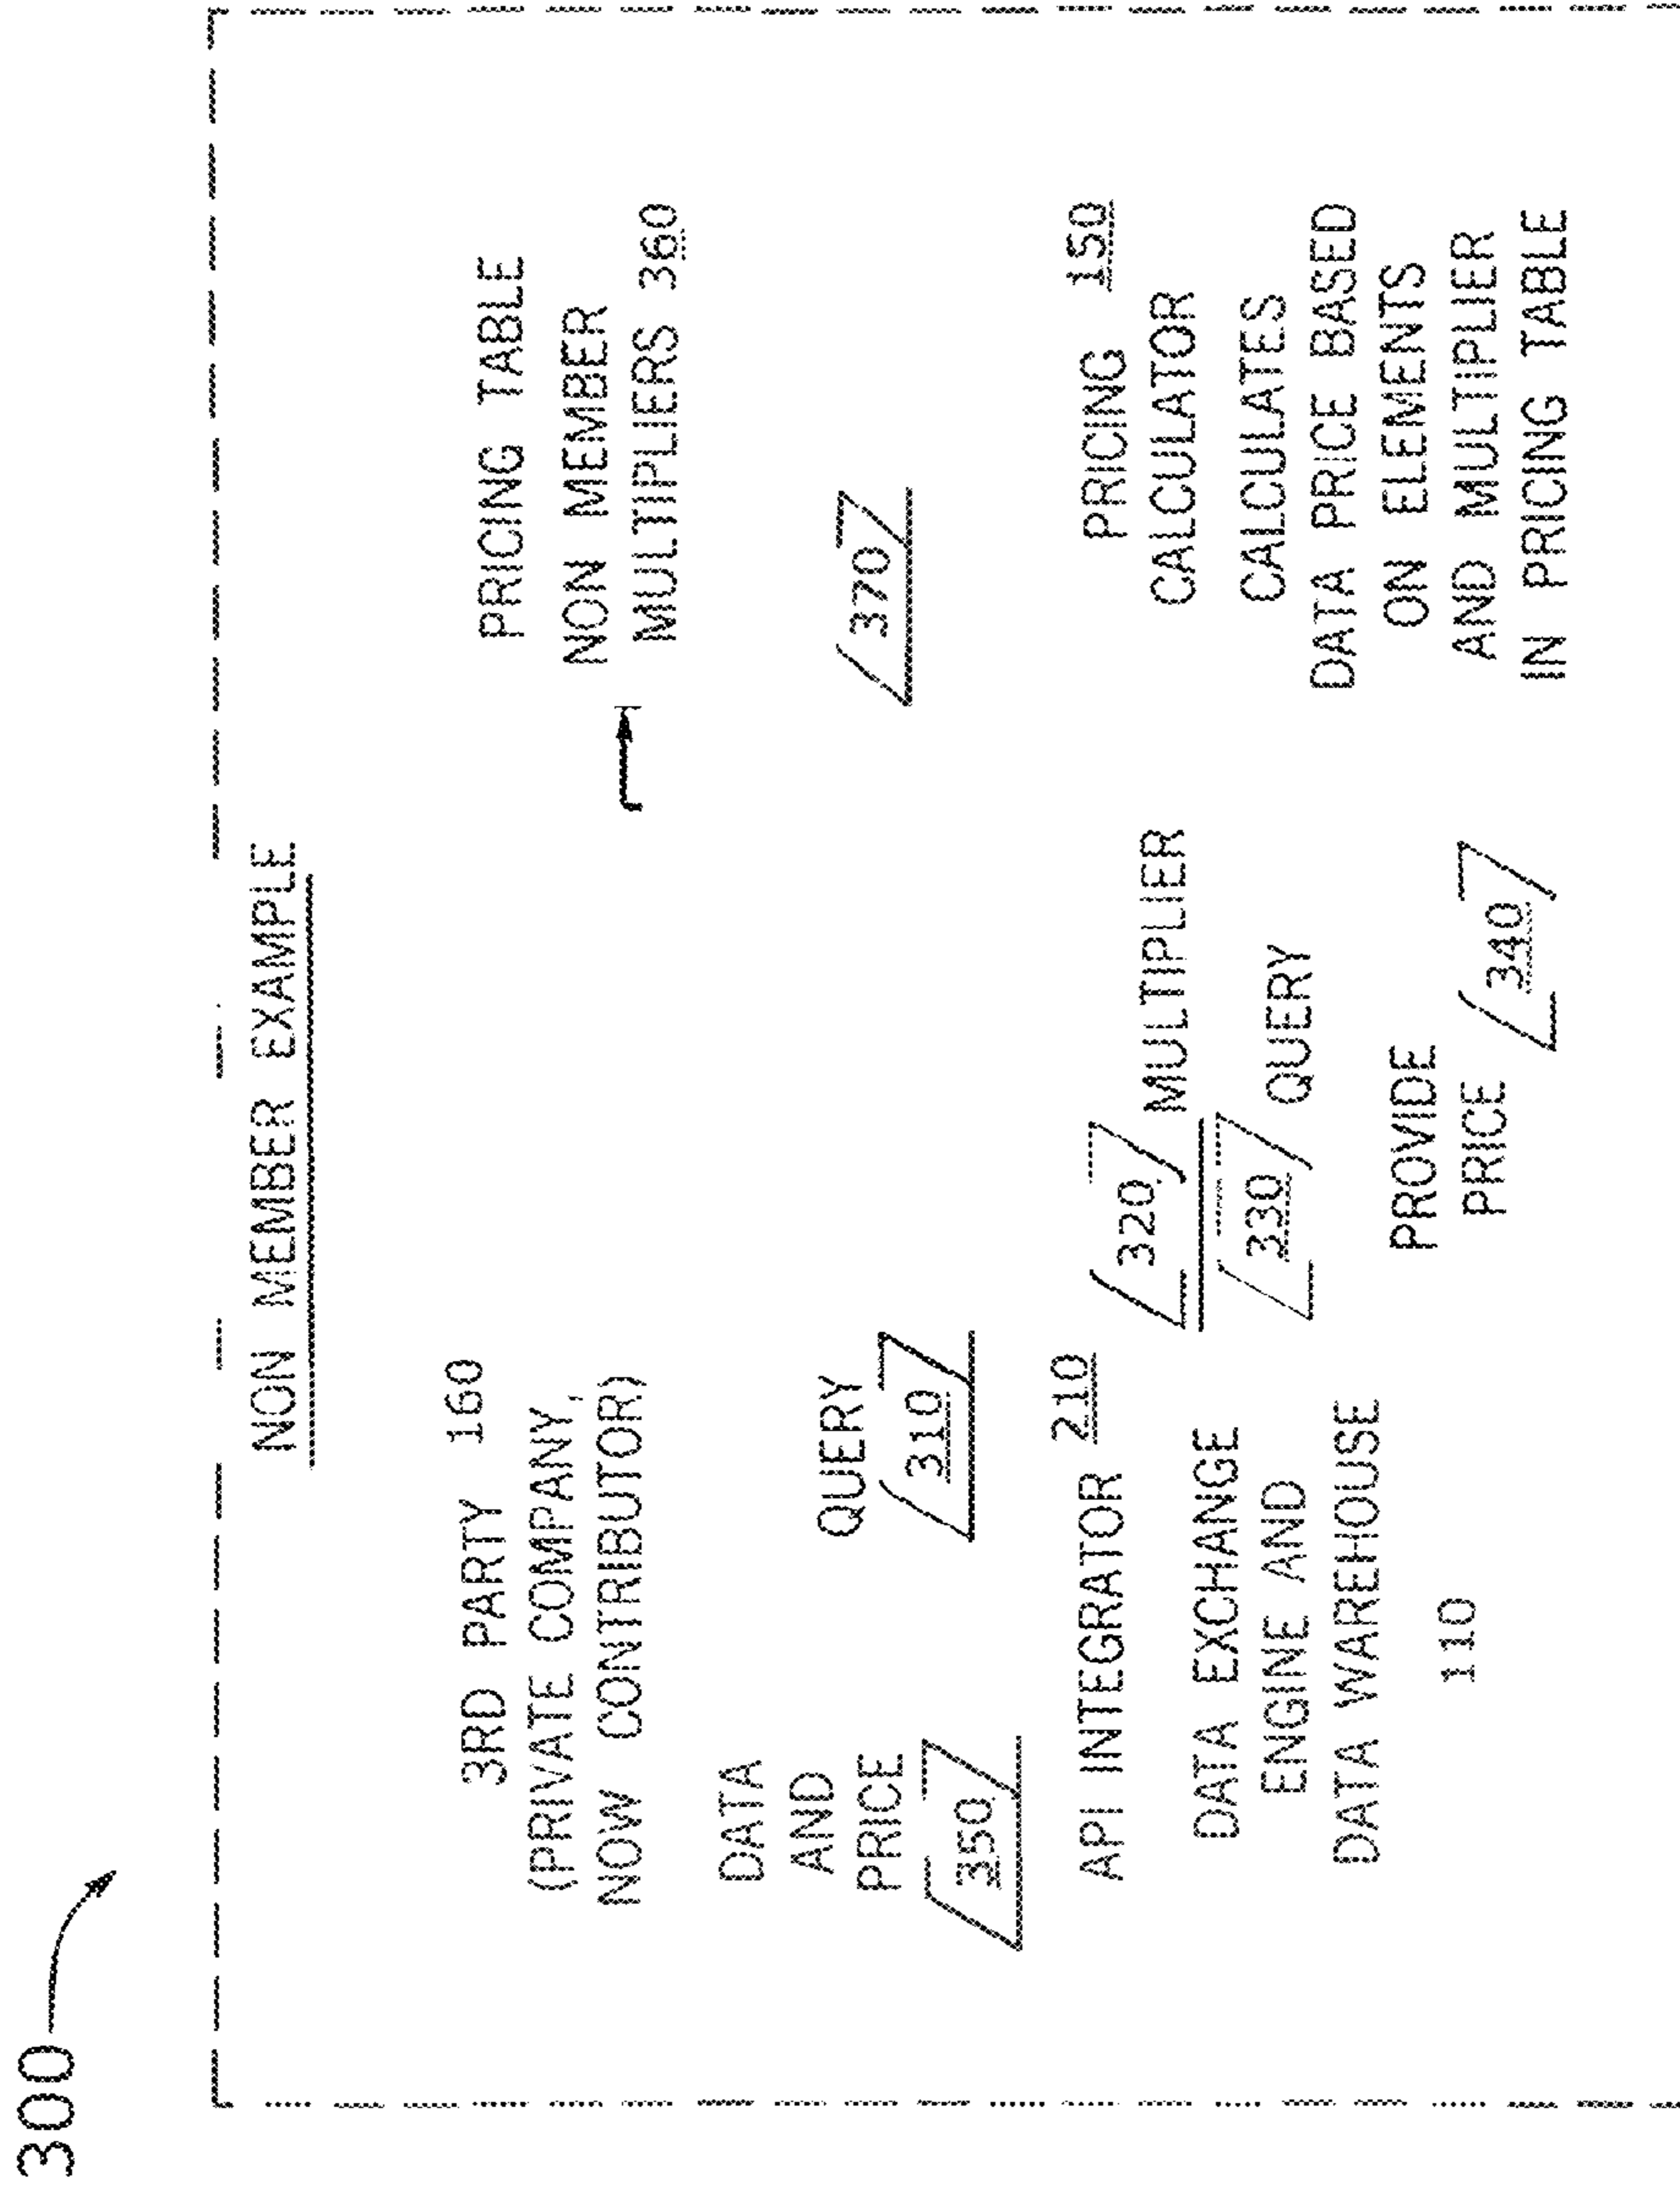 300
NON MEMBER EXAMPLE
3RD PARTY 160
(PRIVATE COMPANY,
NOW CONTRIBUTOR)
PRICING TABLE
NON MEMBER
MULTIPLIERS 360
DATA
AND
PRICE
350
QUERY
310
370
API INTEGRATOR 210
DATA EXCHANGE
ENGINE AND
DATA WAREHOUSE
110
320
MULTIPLIER
330
QUERY
PROVIDE
PRICE
340
PRICING 150
CALCULATOR
CALCULATES
DATA PRICE BASED
ON ELEMENTS
AND MULTIPLIER
IN PRICING TABLE